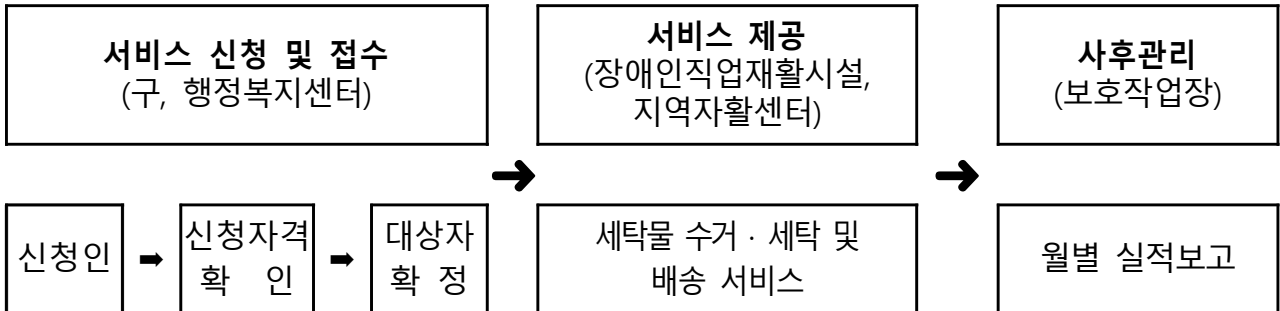 서비스 신청 및 접수
(구, 행정복지센터)
서비스 제공
(장애인직업재활시설,
지역자활센터)
사후관리
(보호작업장)
➜
➜
신청인
➡
신청자격
확 인
➡
대상자
확 정
세탁물 수거 · 세탁 및
배송 서비스
월별 실적보고